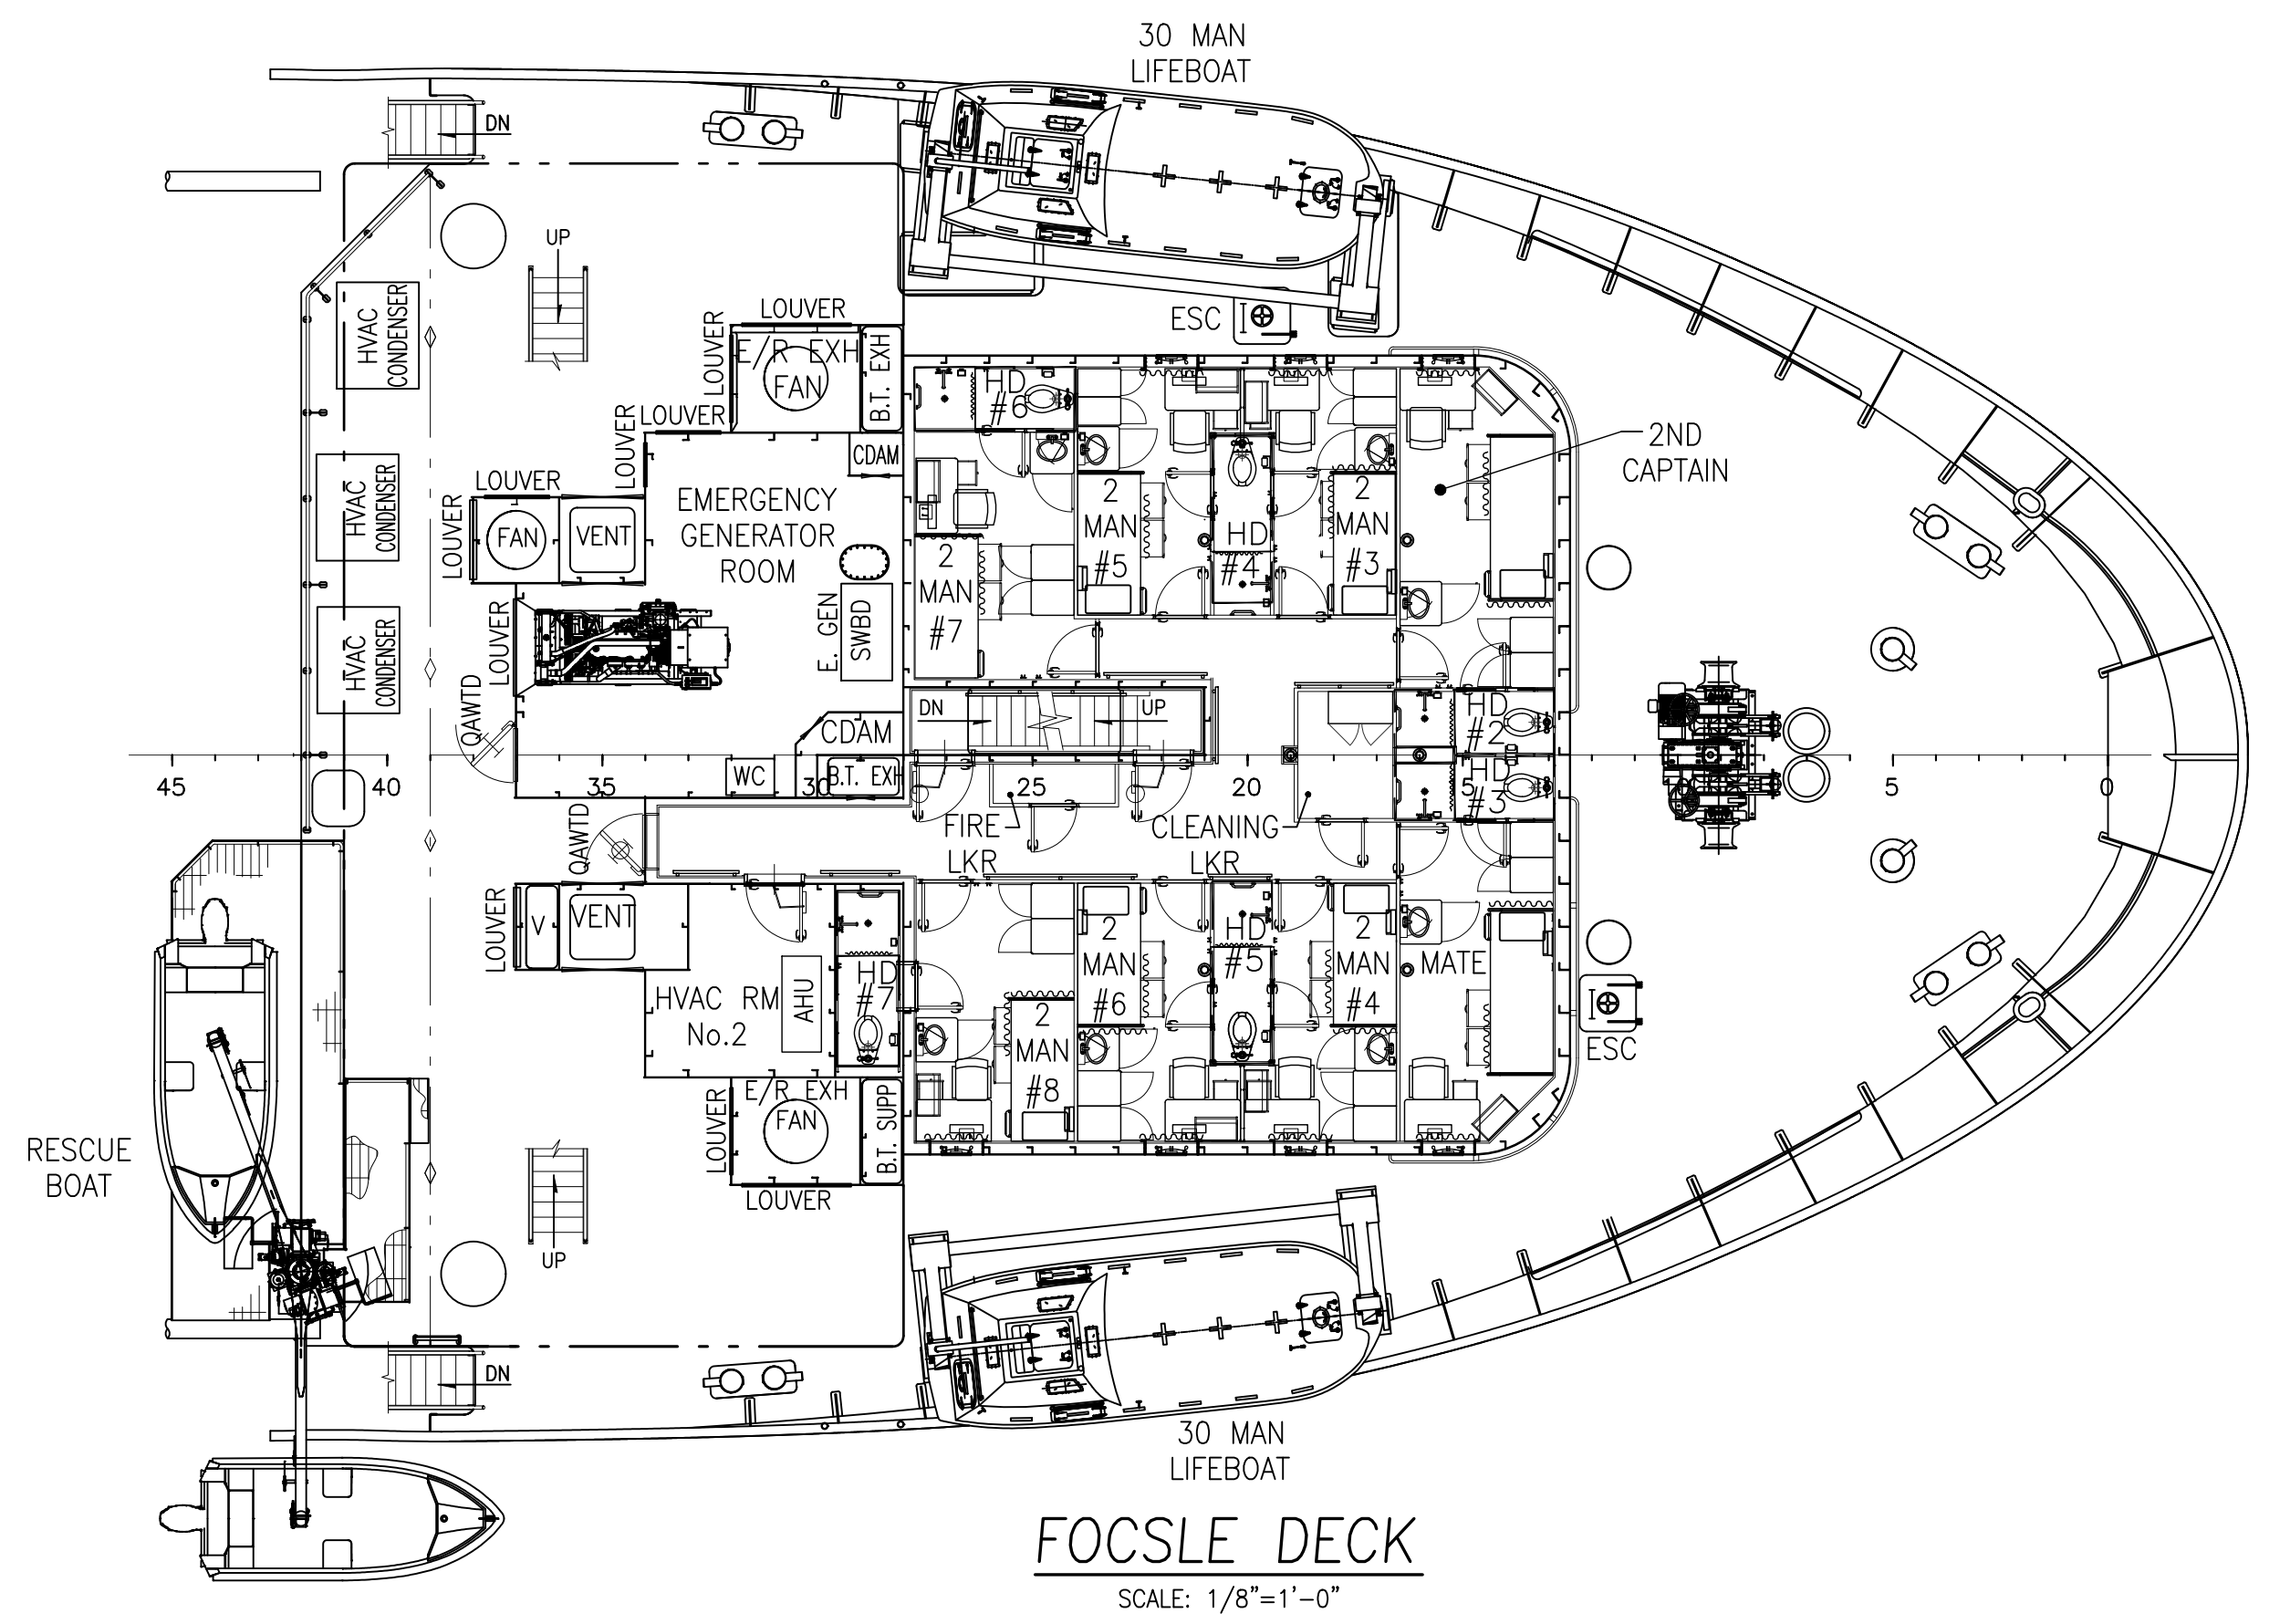 30 MAN
LIFEBOAT
DN
UP
HVAC
CONDENSER
LOUVER
LOUVER
E/R EXH
FAN
B.T. EXH
ESC
LOUVER
LOUVER
CDAM
HD
#6
2ND
CAPTAIN
HVAC
CONDENSER
LOUVER
LOUVER
FAN
VENT
EMERGENCY
GENERATOR
ROOM
2
MAN
#5
HD
#4
2
MAN
#3
2
MAN
#7
HVAC
CONDENSER
LOUVER
E. GEN
SWBD
QAWTD
CDAM
DN
UP
HD
#2
WC
B.T. EXH
HD
#3
45
40
35
30
25
20
5
5
0
QAWTD
FIRE
LKR
CLEANING
LKR
LOUVER
V
VENT
HVAC RM
No.2
AHU
HD
#7
2
MAN
#6
HD
#5
2
MAN
#4
MATE
2
MAN
#8
ESC
LOUVER
E/R EXH
FAN
B.T. SUPP
LOUVER
RESCUE
BOAT
UP
DN
30 MAN
LIFEBOAT
FOCSLE DECK
SCALE: 1/8"=1'-0"